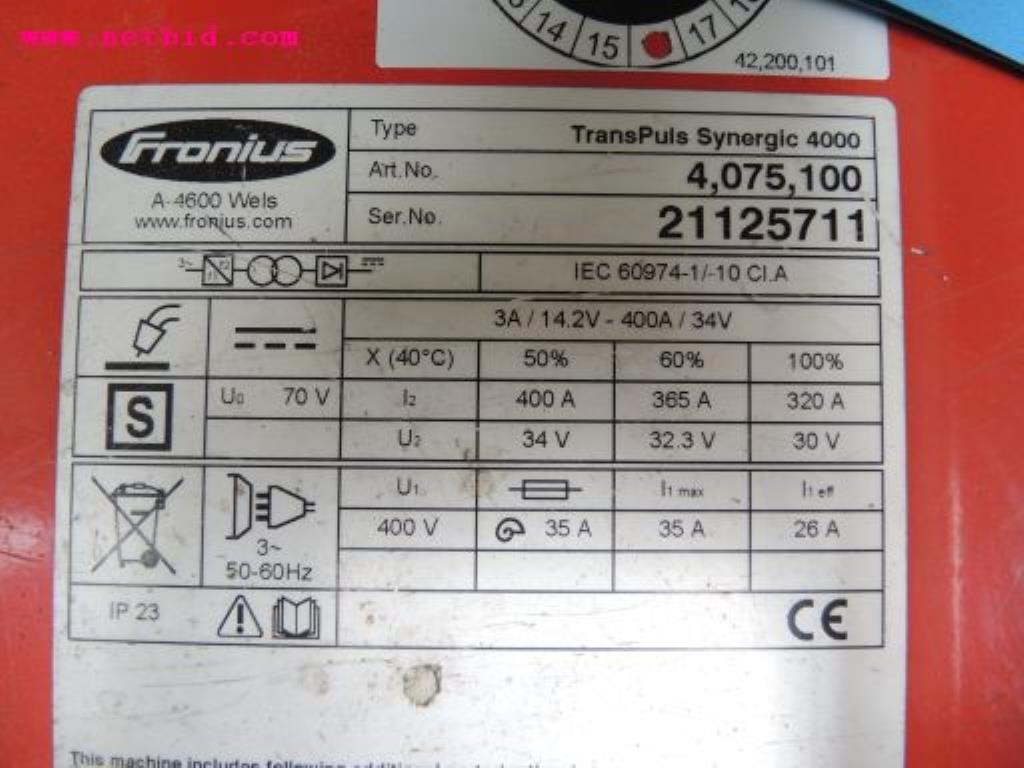 www.netbid.com
14 15 17
42,200,101
Fronius
A-4600 Wels
www.fronius.com
Type TransPuls Synergic 4000
Art.No. 4,075,100
Ser.No. 21125711
3~
IEC 60974-1/-10 Cl.A
3A / 14.2V - 400A / 34V
X (40°C) 50% 60% 100%
S
U0 70 V
I2 400 A 365 A 320 A
U2 34 V 32.3 V 30 V
U1 I1 max I1 eff
400 V 35 A 35 A 26 A
3~
50-60Hz
IP 23
CE
This machine includes following